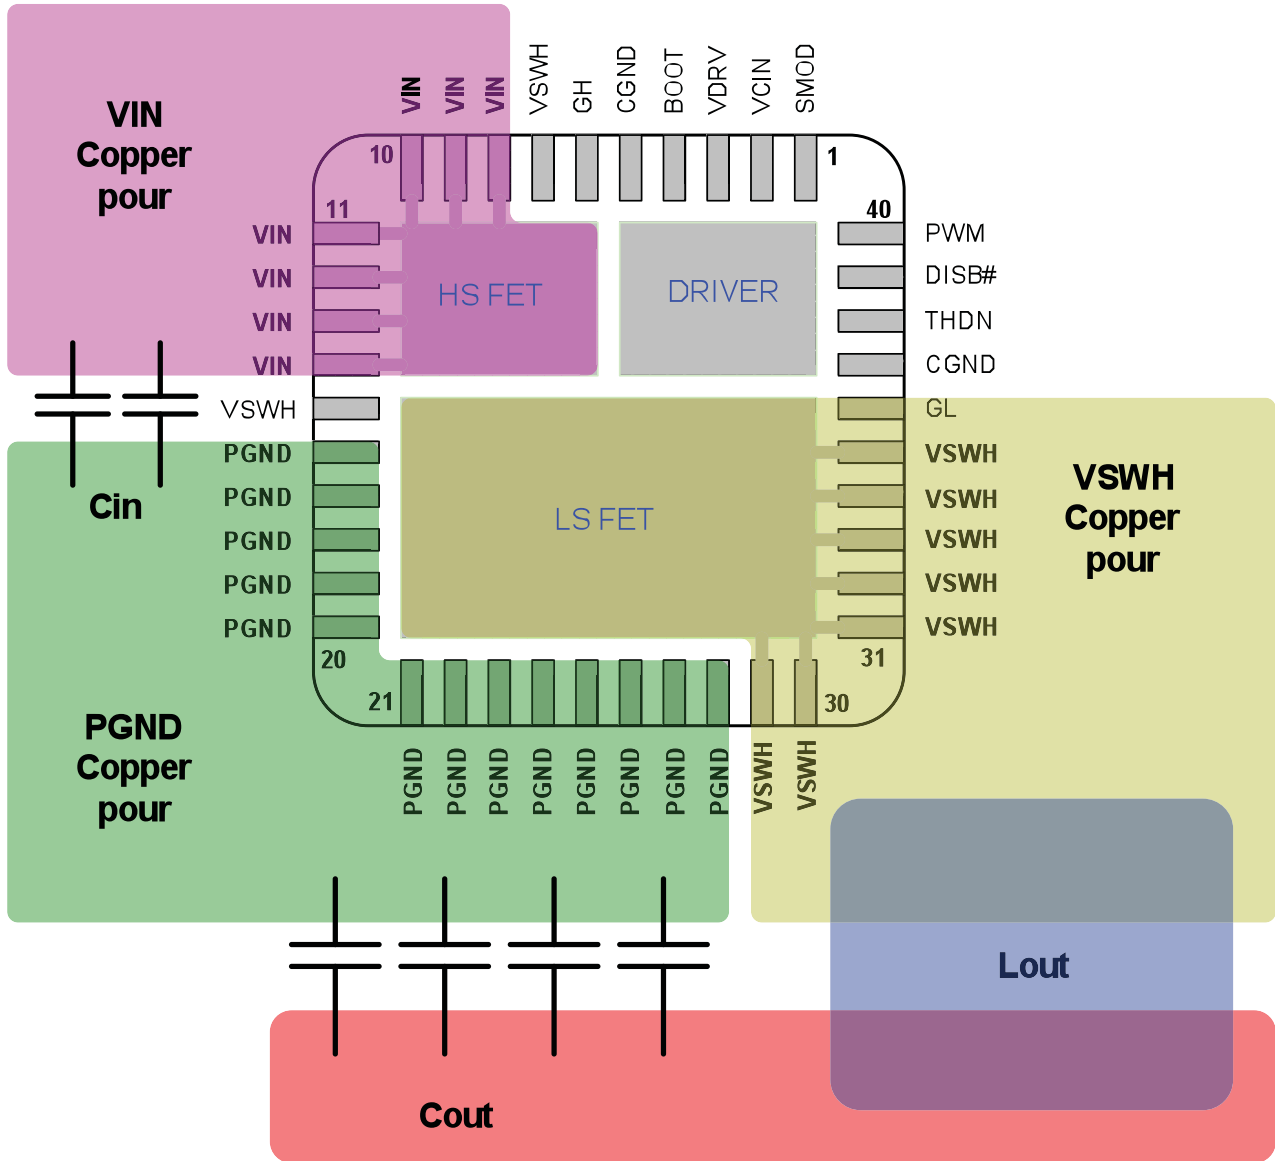 VIN
Copper
pour
VIN
VIN
VIN
VSWH
GH
CGND
BOOT
VDRV
VCIN
SMOD
10
1
11
40
VIN
VIN
VIN
VIN
VSWH
PGND
PGND
PGND
PGND
PGND
HS FET
DRIVER
LS FET
PWM
DISB#
THDN
CGND
GL
VSWH
VSWH
VSWH
VSWH
VSWH
Cin
VSWH
Copper
pour
20
21
31
30
PGND
Copper
pour
PGND
PGND
PGND
PGND
PGND
PGND
PGND
PGND
VSWH
VSWH
Lout
Cout